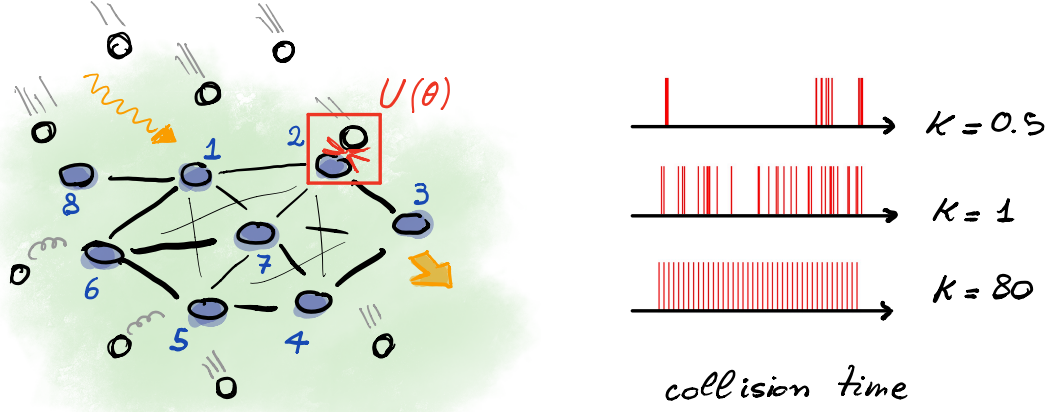 U(θ)
1
2
3
8
7
6
5
4
K = 0.5
K = 1
K = 80
collision time